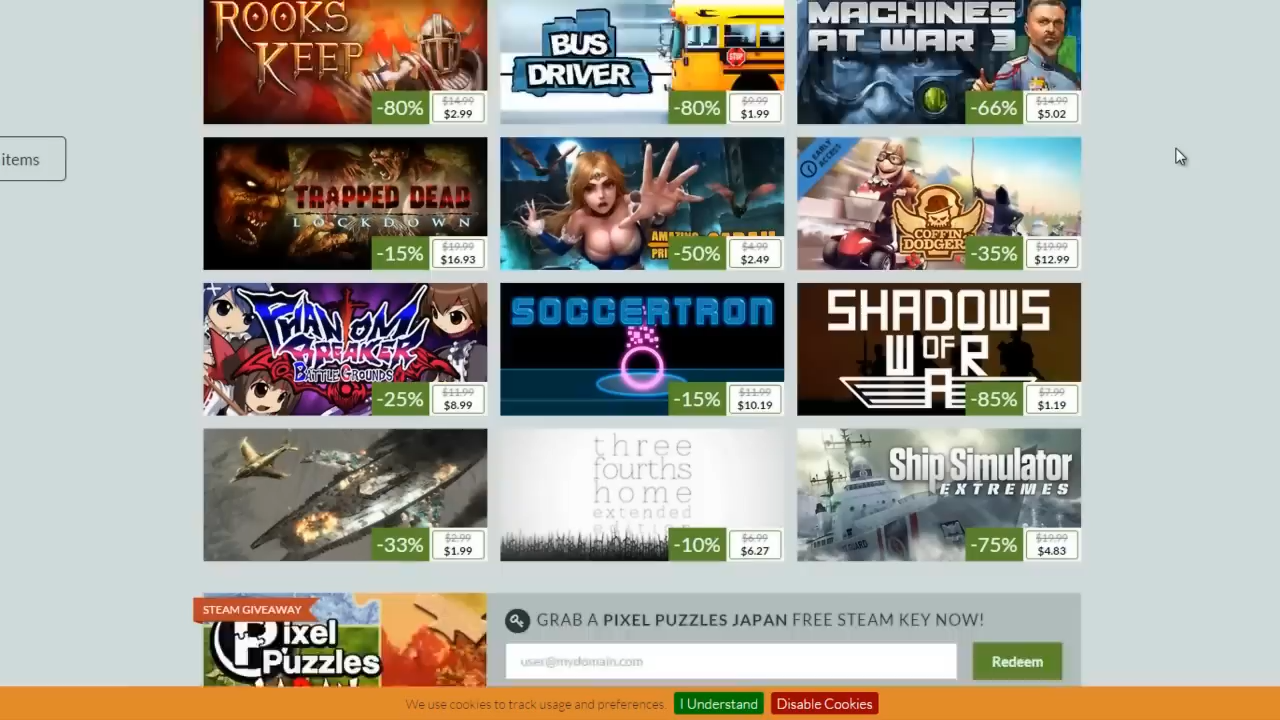 ROOKS
KEEP
-80%
$14.99
$2.99
BUS
DRIVER
STOP
-80%
$9.99
$1.99
MACHINES
AT WAR 3
-66%
$14.99
$5.02
items
TRAPPED DEAD
LOCKDOWN
-15%
$19.99
$16.93
-50%
$4.99
$2.49
EARLY
ACCESS
COFFIN
DODGERS
-35%
$19.99
$12.99
PHANTOM
BREAKER
BATTLE GROUNDS
-25%
$11.99
$8.99
SOCCERTRON
-15%
$11.99
$10.19
SHADOWS
OF
WAR
-85%
$7.99
$1.19
-33%
$2.99
$1.99
three
fourths
home
extended
edition
-10%
$6.99
$6.27
Ship Simulator
EXTREMES
GUARD
-75%
$19.99
$4.83
STEAM GIVEAWAY
Pixel
Puzzles
JAPAN
GRAB A PIXEL PUZZLES JAPAN FREE STEAM KEY NOW!
user@mydomain.com
Redeem
We use cookies to track usage and preferences.
I Understand
Disable Cookies